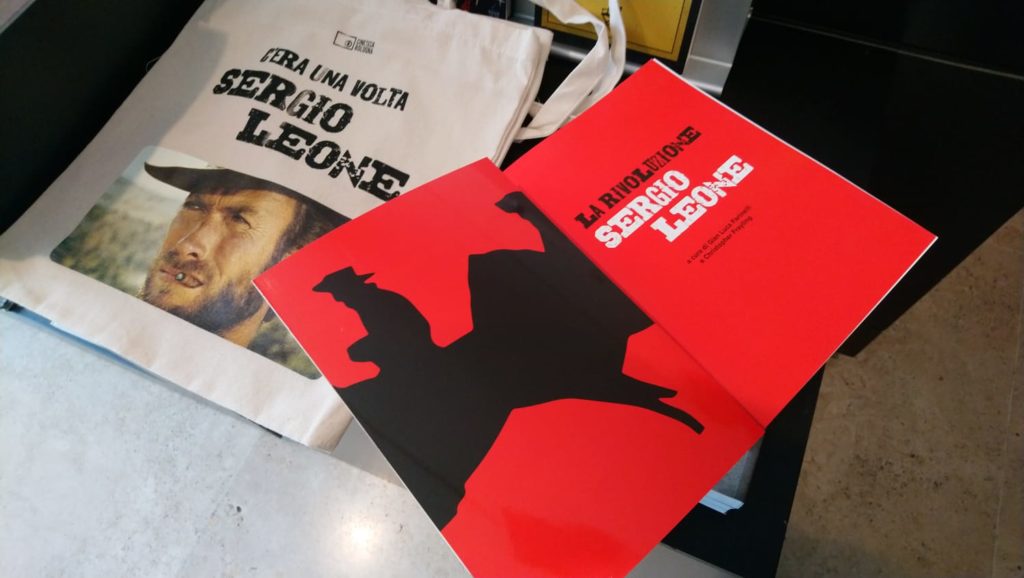 CINETECA
BOLOGNA
C'ERA UNA VOLTA
SERGIO
LEONE
LA RIVOLUZIONE
SERGIO
LEONE
a cura di Gian Luca Farinelli
e Christopher Frayling